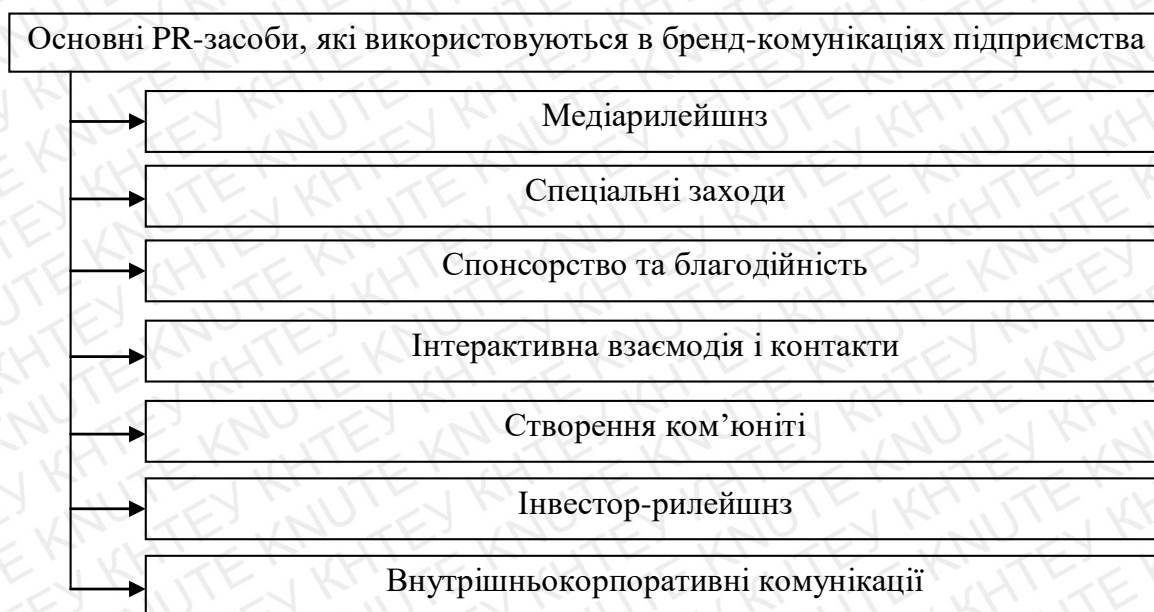 Основні PR-засоби, які використовуються в бренд-комунікаціях підприємства
Медіарилейшнз
Спеціальні заходи
Спонсорство та благодійність
Інтерактивна взаємодія і контакти
Створення ком’юніті
Інвестор-рилейшнз
Внутрішньокорпоративні комунікації